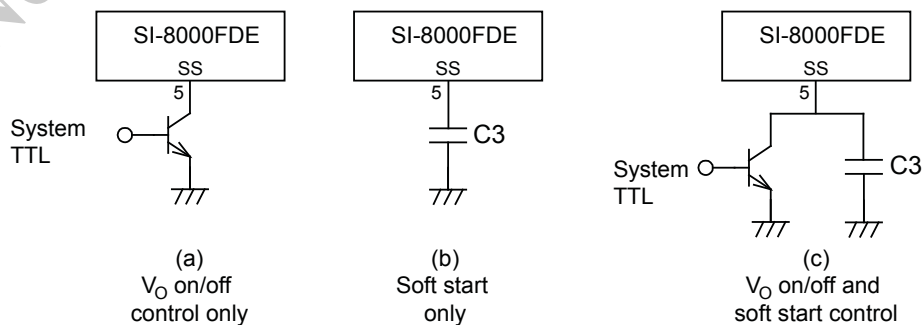 SI-8000FDE
SS
5
System
TTL
(a)
VO on/off
control only
SI-8000FDE
SS
5
C3
(b)
Soft start
only
SI-8000FDE
SS
5
System
TTL
C3
(c)
VO on/off and
soft start control